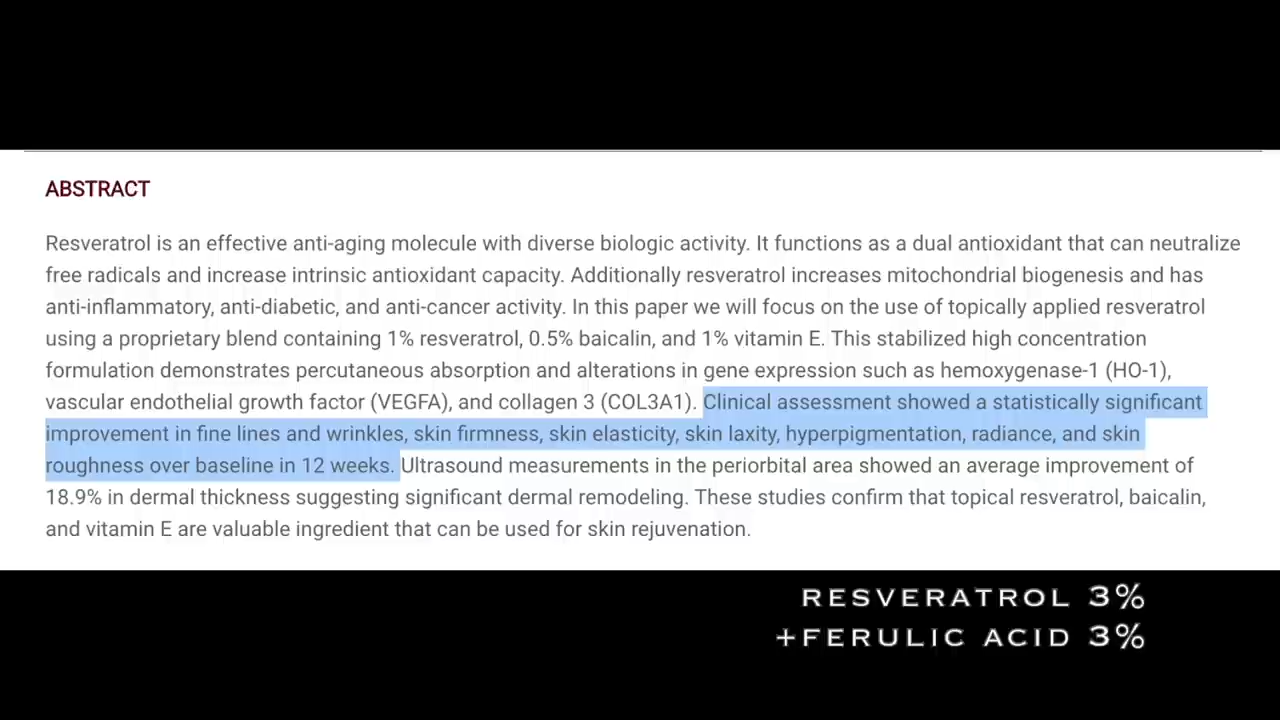 ABSTRACT
Resveratrol is an effective anti-aging molecule with diverse biologic activity. It functions as a dual antioxidant that can neutralize
free radicals and increase intrinsic antioxidant capacity. Additionally resveratrol increases mitochondrial biogenesis and has
anti-inflammatory, anti-diabetic, and anti-cancer activity. In this paper we will focus on the use of topically applied resveratrol
using a proprietary blend containing 1% resveratrol, 0.5% baicalin, and 1% vitamin E. This stabilized high concentration
formulation demonstrates percutaneous absorption and alterations in gene expression such as hemoxygenase-1 (HO-1),
vascular endothelial growth factor (VEGFA), and collagen 3 (COL3A1). Clinical assessment showed a statistically significant
improvement in fine lines and wrinkles, skin firmness, skin elasticity, skin laxity, hyperpigmentation, radiance, and skin
roughness over baseline in 12 weeks. Ultrasound measurements in the periorbital area showed an average improvement of
18.9% in dermal thickness suggesting significant dermal remodeling. These studies confirm that topical resveratrol, baicalin,
and vitamin E are valuable ingredient that can be used for skin rejuvenation.
RESVERATROL 3%
+FERULIC ACID 3%